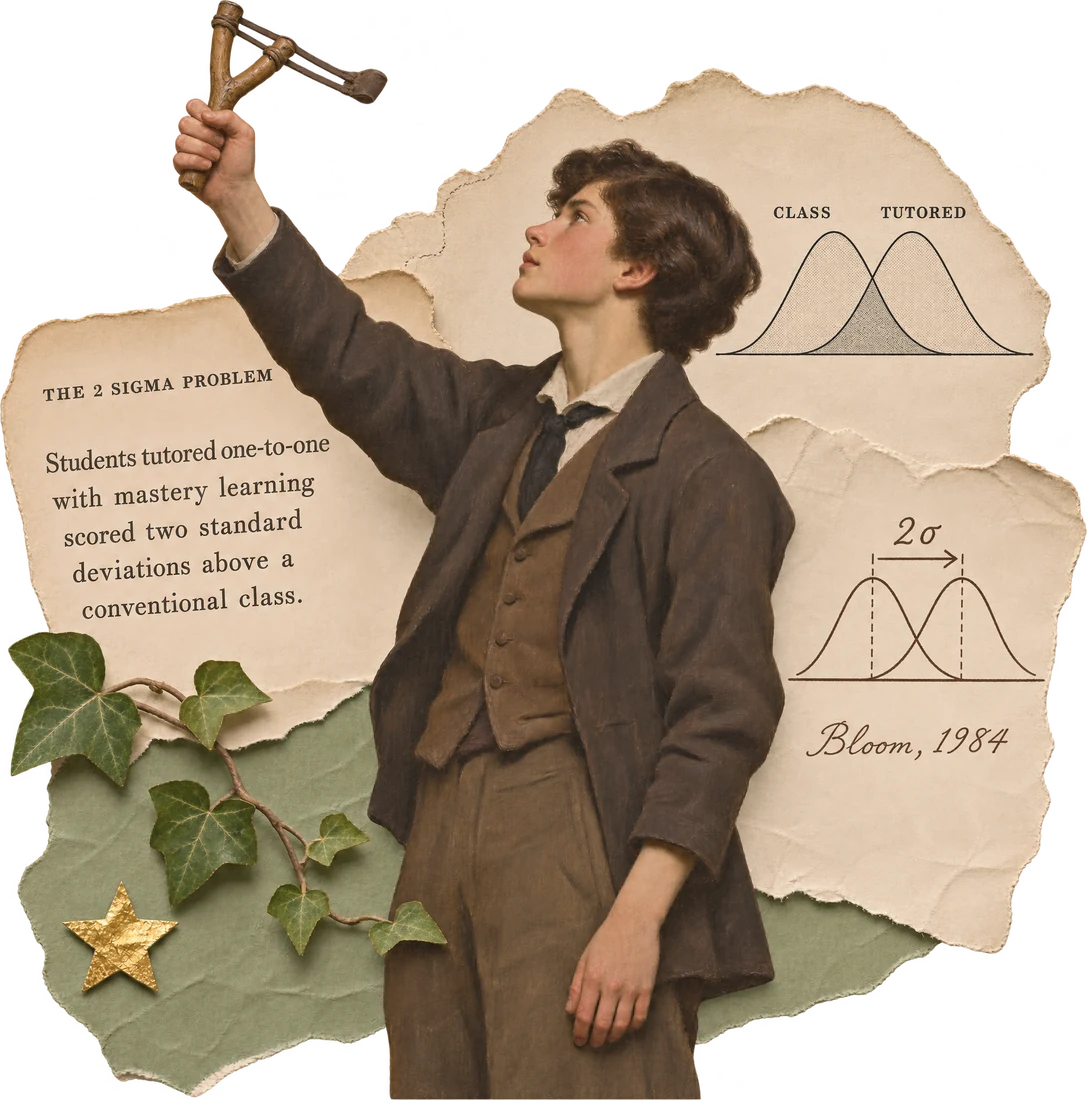 CLASS TUTORED
THE 2 SIGMA PROBLEM
Students tutored one-to-one
with mastery learning
scored two standard
deviations above a
conventional class.
2σ
Bloom, 1984